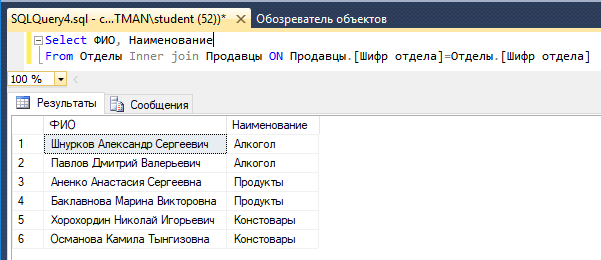 SQLQuery4.sql - c...TMAN\student (52))* Обозреватель объектов
Select ФИО, Наименование
From Отделы Inner join Продавцы ON Продавцы.[Шифр отдела]=Отделы.[Шифр отдела]
100 %
Результаты Сообщения
ФИО Наименование
1 Шнурков Александр Сергеевич Алкогол
2 Павлов Дмитрий Валерьевич Алкогол
3 Аненко Анастасия Сергеевна Продукты
4 Баклавнова Марина Викторовна Продукты
5 Хорохордин Николай Игорьевич Констовары
6 Османова Камила Тынгизовна Констовары